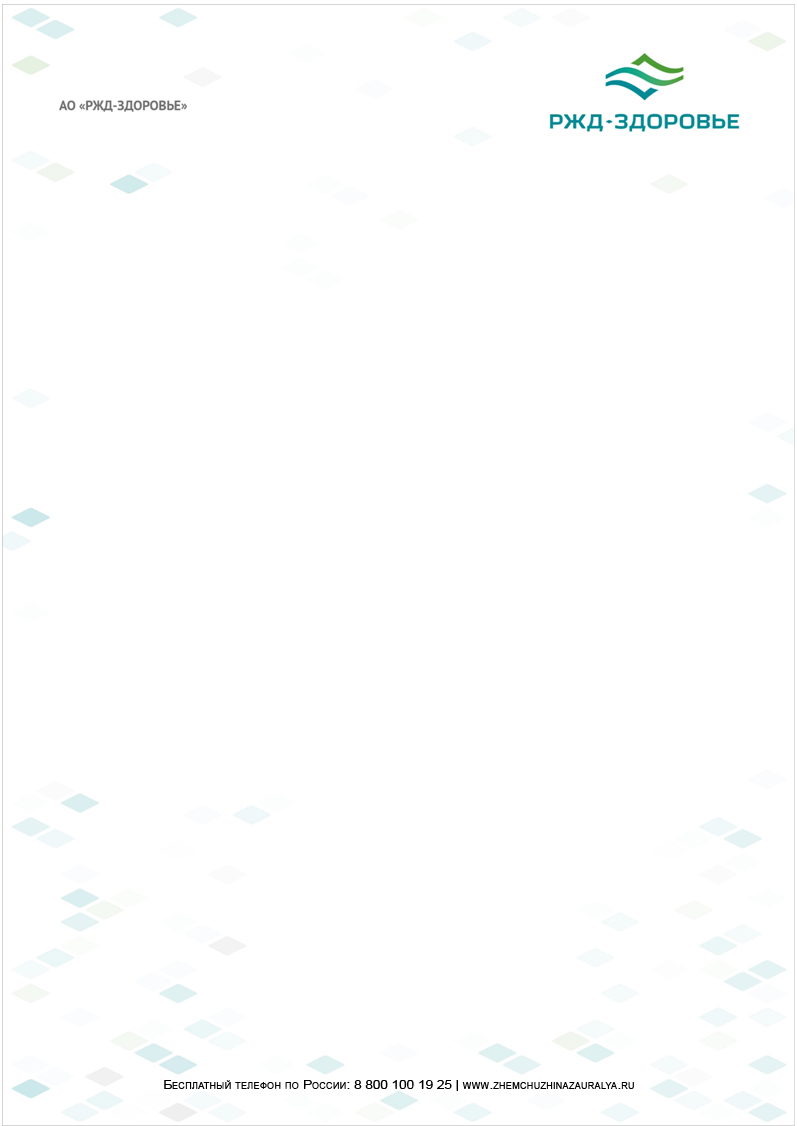 АО «РЖД-ЗДОРОВЬЕ»
РЖД-ЗДОРОВЬЕ
Бесплатный телефон по России: 8 800 100 19 25 | www.zhemchuzhinazauralya.ru